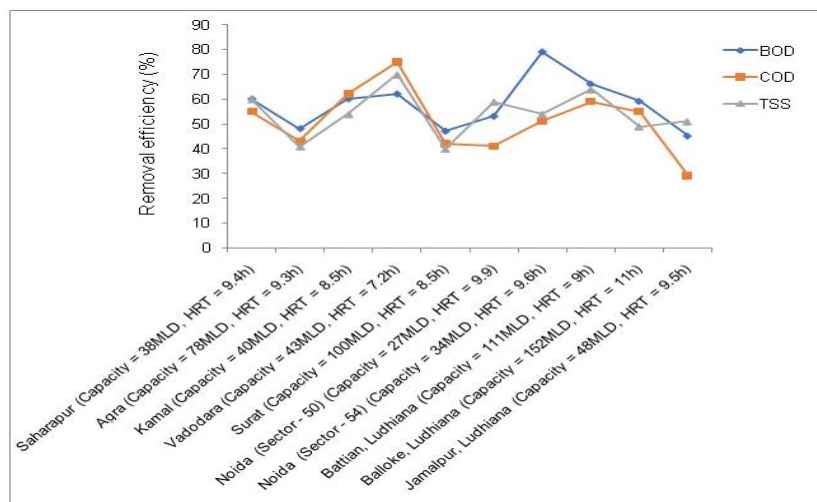 90
80
70
60
50
40
30
20
10
0
Removal efficiency (%)
BOD
COD
TSS
Saharapur (Capacity = 38MLD, HRT = 9.4h)
Agra (Capacity = 78MLD, HRT = 9.3h)
Kamal (Capacity = 40MLD, HRT = 8.5h)
Vadodara (Capacity = 43MLD, HRT = 7.2h)
Surat (Capacity = 100MLD, HRT = 8.5h)
Noida (Sector - 50) (Capacity = 27MLD, HRT = 9.9)
Noida (Sector - 54) (Capacity = 34MLD, HRT = 9.6h)
Battian, Ludhiana (Capacity = 111MLD, HRT = 9h)
Balloke, Ludhiana (Capacity = 152MLD, HRT = 11h)
Jamalpur, Ludhiana (Capacity = 48MLD, HRT = 9.5h)